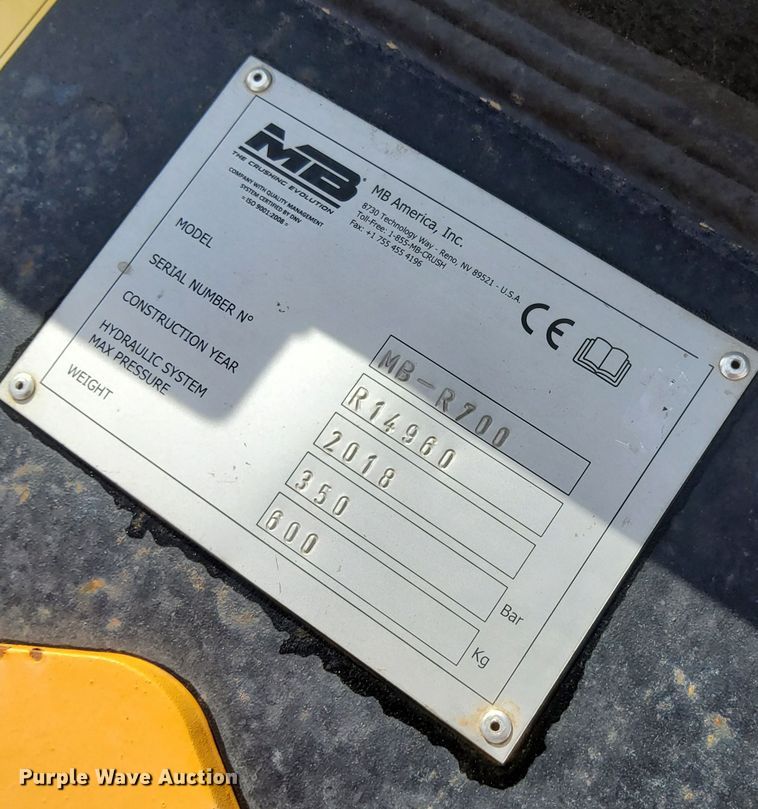 MB®
THE CRUSHING EVOLUTION
COMPANY WITH QUALITY MANAGEMENT
SYSTEM CERTIFIED BY DNV
= ISO 9001:2008 =
MB America, Inc.
8730 Technology Way - Reno, NV 89521 - U.S.A.
Toll-Free: 1-855-MB-CRUSH
Fax: +1 755 455 4196
CE
MODEL MB-R700
SERIAL NUMBER N° R14960
CONSTRUCTION YEAR 2018
HYDRAULIC SYSTEM
MAX PRESSURE 350 Bar
WEIGHT 600 Kg
Purple Wave Auction